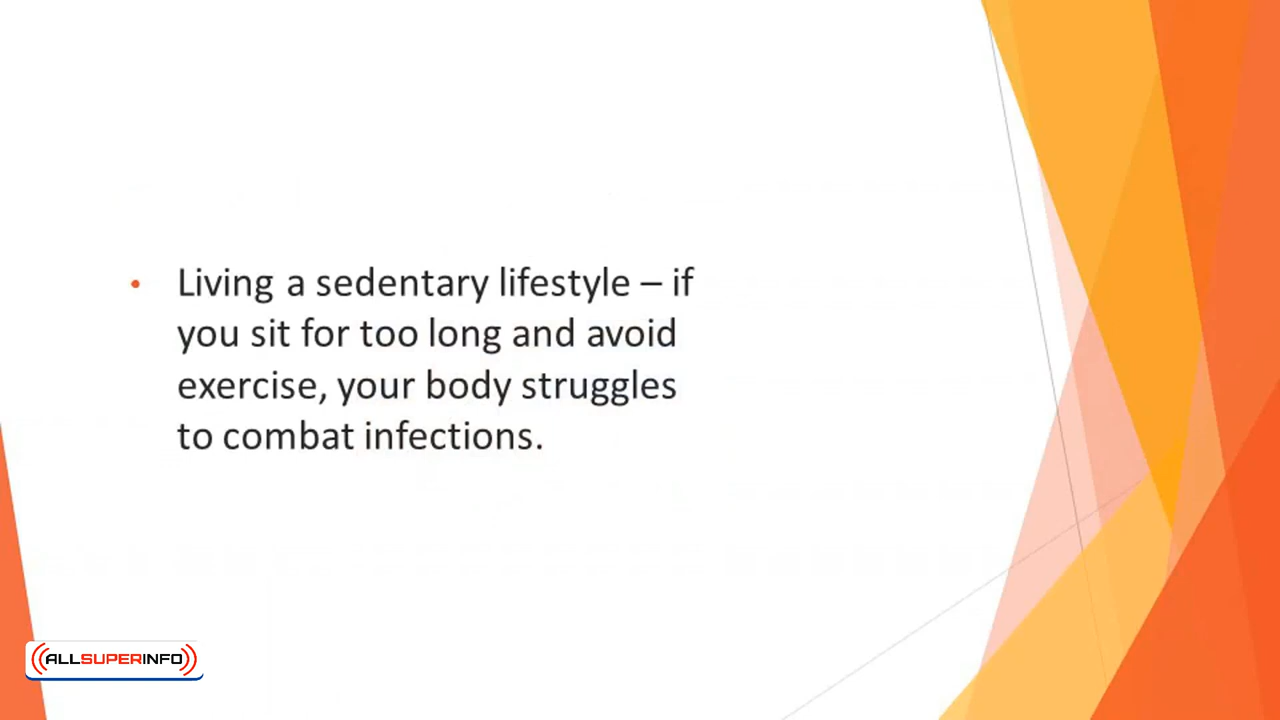 • Living a sedentary lifestyle – if
you sit for too long and avoid
exercise, your body struggles
to combat infections.
ALLSUPERINFO